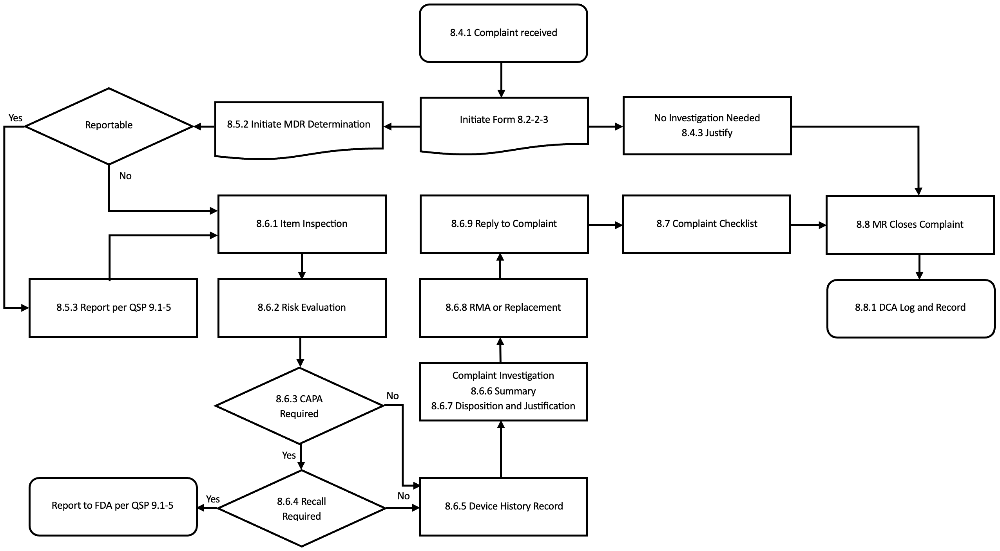 8.4.1 Complaint received
Reportable
Yes
No
8.5.2 Initiate MDR Determination
Initiate Form 8.2-2-3
No Investigation Needed
8.4.3 Justify
8.6.1 Item Inspection
8.6.9 Reply to Complaint
8.7 Complaint Checklist
8.8 MR Closes Complaint
8.5.3 Report per QSP 9.1-5
8.6.2 Risk Evaluation
8.6.8 RMA or Replacement
8.8.1 DCA Log and Record
8.6.3 CAPA
Required
No
Yes
Complaint Investigation
8.6.6 Summary
8.6.7 Disposition and Justification
Report to FDA per QSP 9.1-5
Yes
8.6.4 Recall
Required
No
8.6.5 Device History Record